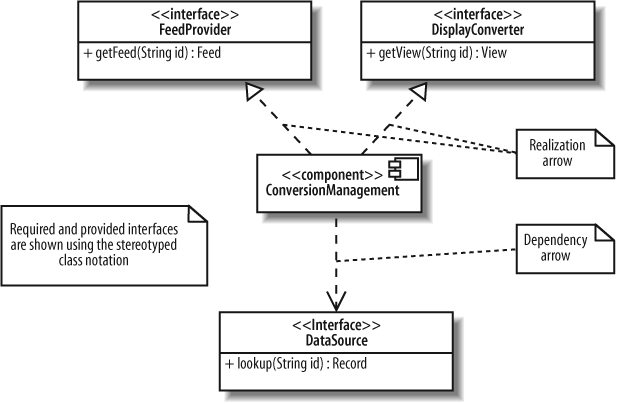 <<interface>>
FeedProvider
+ getFeed(String id) : Feed
<<interface>>
DisplayConverter
+ getView(String id) : View
Realization
arrow
<<component>>
ConversionManagement
Required and provided interfaces
are shown using the stereotyped
class notation
Dependency
arrow
<<Interface>>
DataSource
+ lookup(String id) : Record